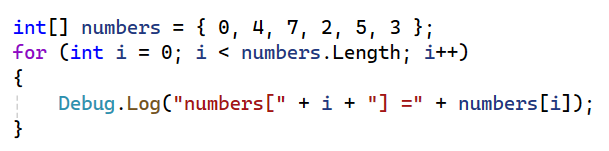 int[] numbers = { 0, 4, 7, 2, 5, 3 };
for (int i = 0; i < numbers.Length; i++)
{
    Debug.Log("numbers[" + i + "] =" + numbers[i]);
}